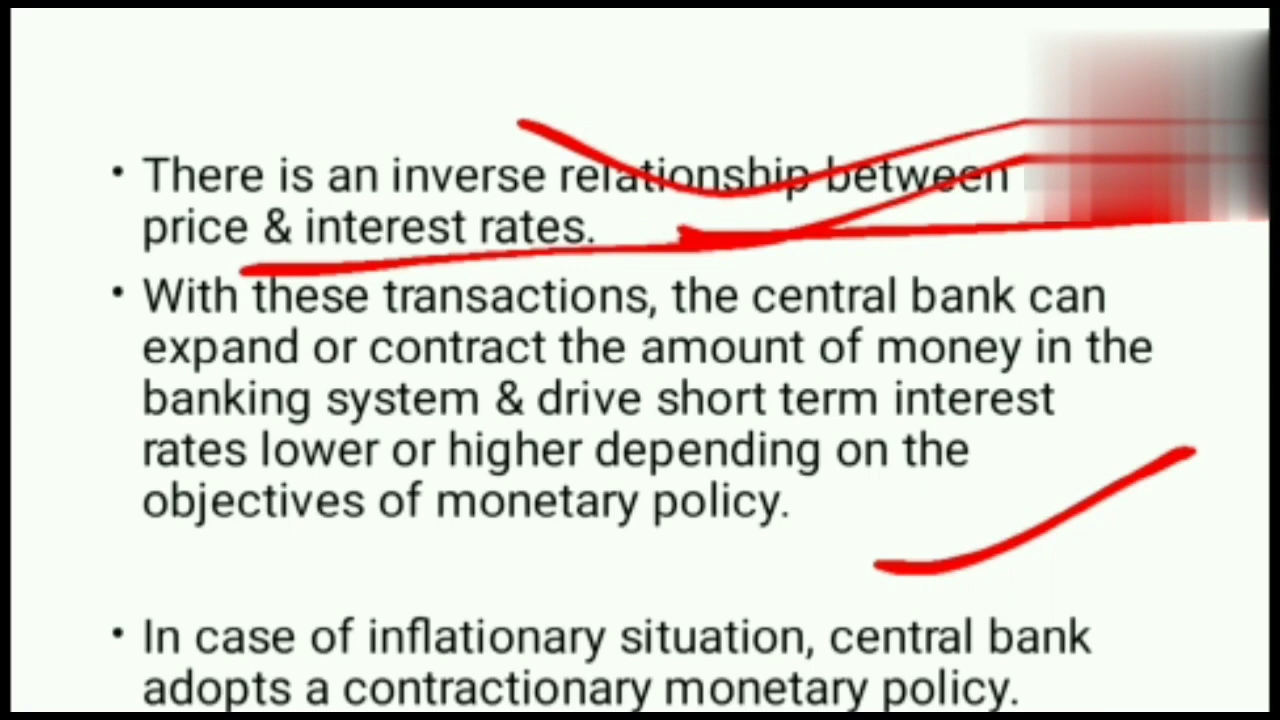 • There is an inverse relationship between
price & interest rates.
• With these transactions, the central bank can
expand or contract the amount of money in the
banking system & drive short term interest
rates lower or higher depending on the
objectives of monetary policy.
• In case of inflationary situation, central bank
adopts a contractionary monetary policy.